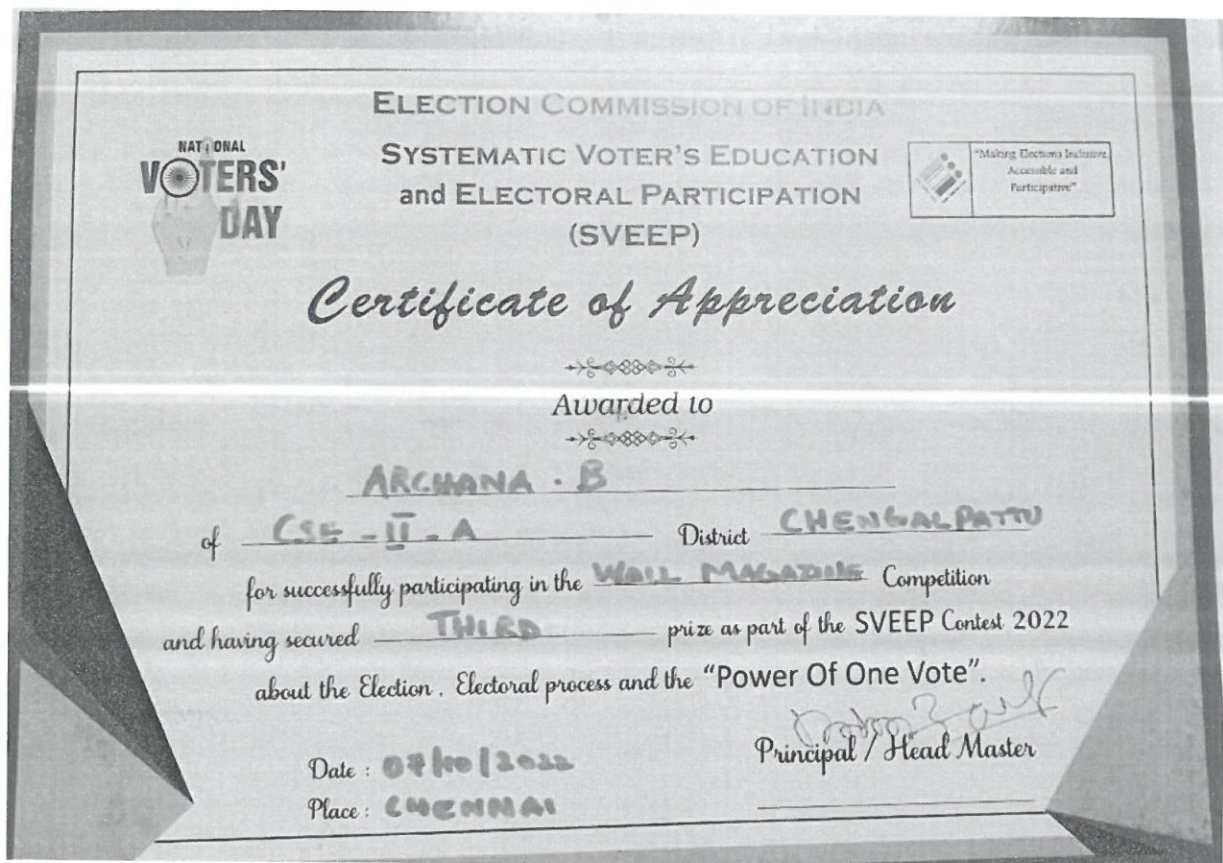 ELECTION COMMISSION OF INDIA
NATIONAL
VOTERS'
DAY
SYSTEMATIC VOTER'S EDUCATION
and ELECTORAL PARTICIPATION
(SVEEP)
"Making Elections Inclusive,
Accessible and
Participative"
Certificate of Appreciation
Awarded to
ARCHANA . B
of CSE - II - A District CHENGALPATTU
for successfully participating in the WALL MAGAZINE Competition
and having secured THIRD prize as part of the SVEEP Contest 2022
about the Election . Electoral process and the "Power Of One Vote".
Principal / Head Master
Date : 07/10/2022
Place : CHENNAI